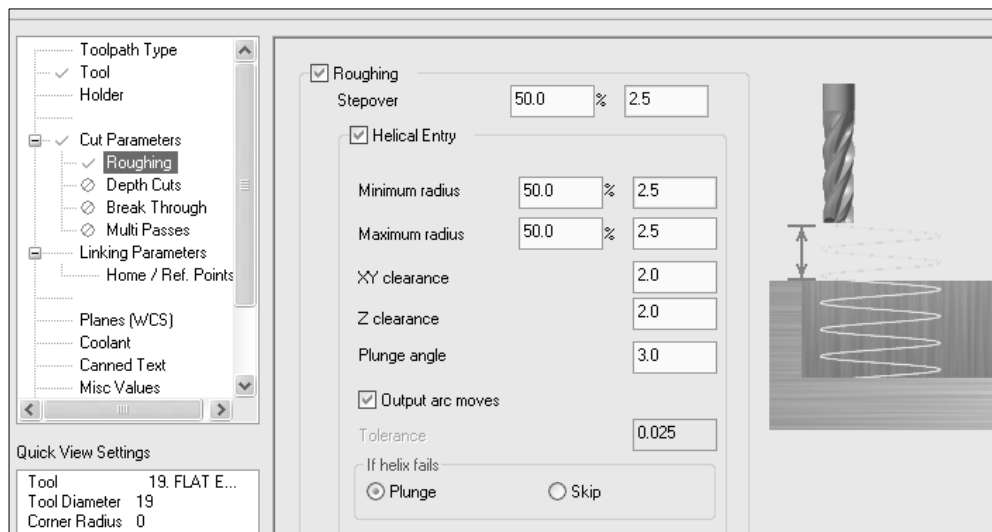 Toolpath Type
Tool
Holder
Cut Parameters
Roughing
Depth Cuts
Break Through
Multi Passes
Linking Parameters
Home / Ref. Points
Planes (WCS)
Coolant
Canned Text
Misc Values
Quick View Settings
Tool 19. FLAT E...
Tool Diameter 19
Corner Radius 0
Roughing
Stepover 50.0 % 2.5
Helical Entry
Minimum radius 50.0 % 2.5
Maximum radius 50.0 % 2.5
XY clearance 2.0
Z clearance 2.0
Plunge angle 3.0
Output arc moves
Tolerance 0.025
If helix fails
Plunge Skip